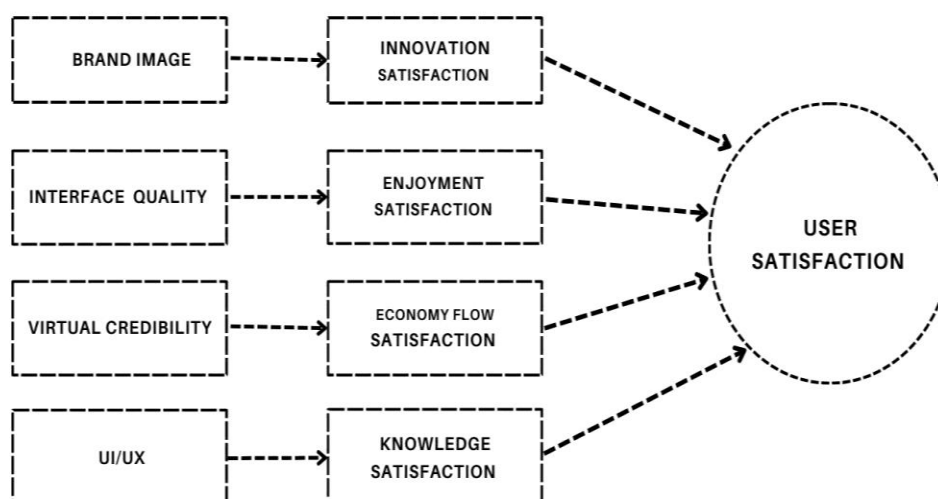 BRAND IMAGE
INNOVATION
SATISFACTION
INTERFACE QUALITY
ENJOYMENT
SATISFACTION
VIRTUAL CREDIBILITY
ECONOMY FLOW
SATISFACTION
UI/UX
KNOWLEDGE
SATISFACTION
USER
SATISFACTION